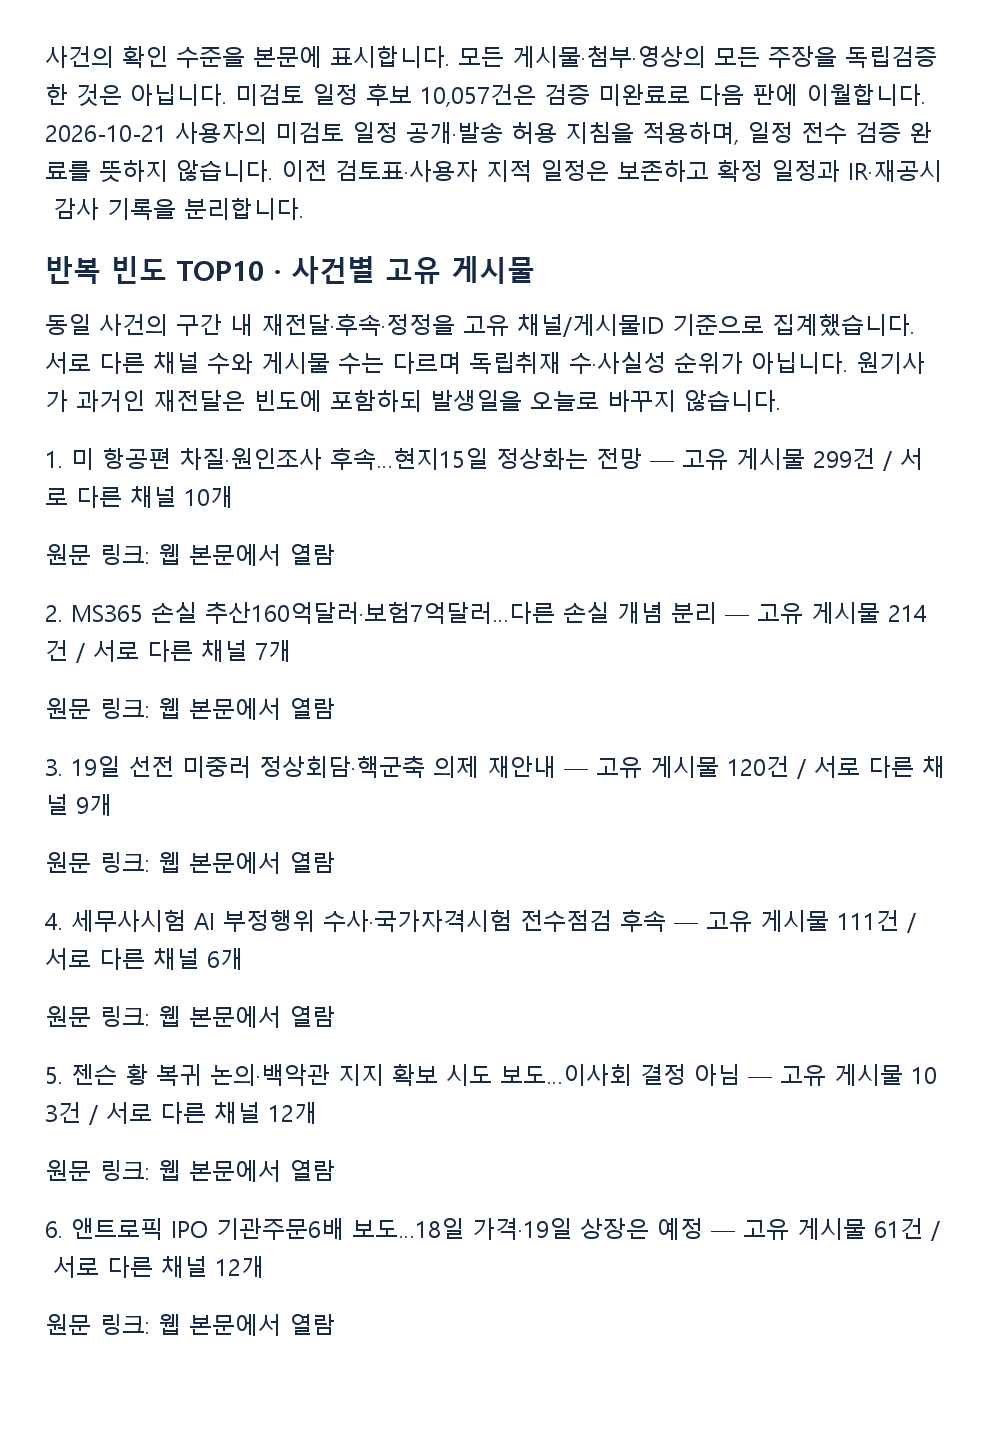 사건의 확인 수준을 본문에 표시합니다. 모든 게시물·첨부·영상의 모든 주장을 독립검증
한 것은 아닙니다. 미검토 일정 후보 10,057건은 검증 미완료로 다음 판에 이월합니다.
2026-10-21 사용자의 미검토 일정 공개·발송 허용 지침을 적용하며, 일정 전수 검증 완
료를 뜻하지 않습니다. 이전 검토표·사용자 지적 일정은 보존하고 확정 일정과 IR·재공시
감사 기록을 분리합니다.
반복 빈도 TOP10 · 사건별 고유 게시물
동일 사건의 구간 내 재전달·후속·정정을 고유 채널/게시물ID 기준으로 집계했습니다.
서로 다른 채널 수와 게시물 수는 다르며 독립취재 수·사실성 순위가 아닙니다. 원기사
가 과거인 재전달은 빈도에 포함하되 발생일을 오늘로 바꾸지 않습니다.
1. 미 항공편 차질·원인조사 후속…현지15일 정상화는 전망 — 고유 게시물 299건 / 서
로 다른 채널 10개
원문 링크: 웹 본문에서 열람
2. MS365 손실 추산160억달러·보험7억달러…다른 손실 개념 분리 — 고유 게시물 214
건 / 서로 다른 채널 7개
원문 링크: 웹 본문에서 열람
3. 19일 선전 미중러 정상회담·핵군축 의제 재안내 — 고유 게시물 120건 / 서로 다른 채
널 9개
원문 링크: 웹 본문에서 열람
4. 세무사시험 AI 부정행위 수사·국가자격시험 전수점검 후속 — 고유 게시물 111건 /
서로 다른 채널 6개
원문 링크: 웹 본문에서 열람
5. 젠슨 황 복귀 논의·백악관 지지 확보 시도 보도…이사회 결정 아님 — 고유 게시물 10
3건 / 서로 다른 채널 12개
원문 링크: 웹 본문에서 열람
6. 앤트로픽 IPO 기관주문6배 보도…18일 가격·19일 상장은 예정 — 고유 게시물 61건 /
서로 다른 채널 12개
원문 링크: 웹 본문에서 열람